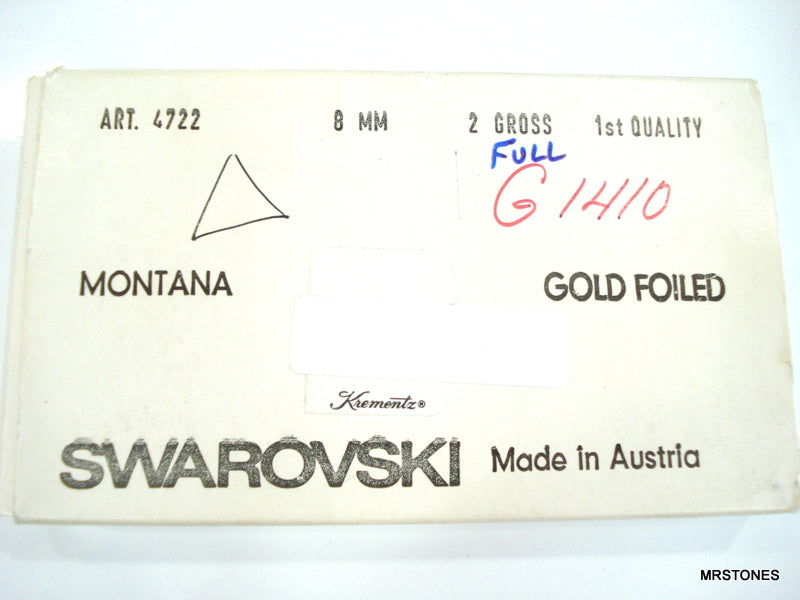 ART. 4722 8 MM 2 GROSS 1st QUALITY
FULL
G 1410
MONTANA GOLD FOILED
Krementz®
SWAROVSKI Made in Austria
MRSTONES